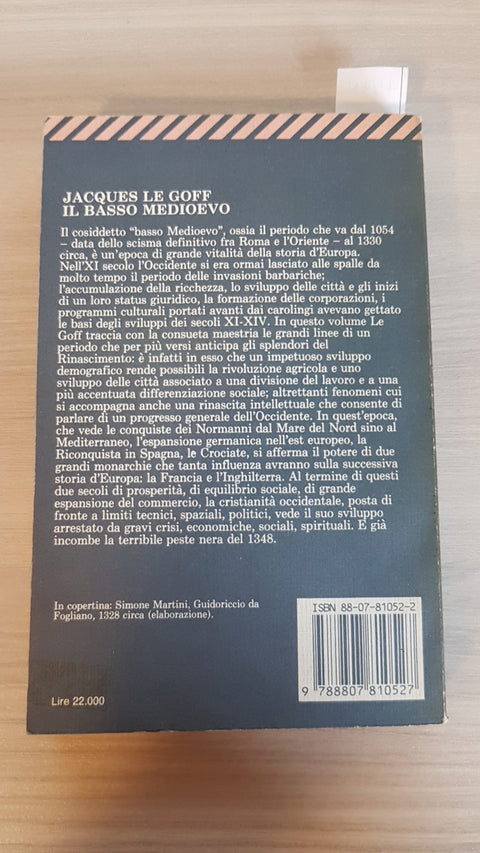 JACQUES LE GOFF
IL BASSO MEDIOEVO
Il cosiddetto “basso Medioevo”, ossia il periodo che va dal 1054
– data dello scisma definitivo fra Roma e l'Oriente – al 1330
circa, è un'epoca di grande vitalità della storia d'Europa.
Nell'XI secolo l'Occidente si era ormai lasciato alle spalle da
molto tempo il periodo delle invasioni barbariche;
l'accumulazione della ricchezza, lo sviluppo delle città e gli inizi
di un loro status giuridico, la formazione delle corporazioni, i
programmi culturali portati avanti dai carolingi avevano gettato
le basi degli sviluppi dei secoli XI-XIV. In questo volume Le
Goff traccia con la consueta maestria le grandi linee di un
periodo che per più versi anticipa gli splendori del
Rinascimento: è infatti in esso che un impetuoso sviluppo
demografico rende possibili la rivoluzione agricola e uno
sviluppo delle città associato a una divisione del lavoro e a una
più accentuata differenziazione sociale; altrettanti fenomeni cui
si accompagna anche una rinascita intellettuale che consente di
parlare di un progresso generale dell'Occidente. In quest'epoca,
che vede le conquiste dei Normanni dal Mare del Nord sino al
Mediterraneo, l'espansione germanica nell'est europeo, la
Riconquista in Spagna, le Crociate, si afferma il potere di due
grandi monarchie che tanta influenza avranno sulla successiva
storia d'Europa: la Francia e l'Inghilterra. Al termine di questi
due secoli di prosperità, di equilibrio sociale, di grande
espansione del commercio, la cristianità occidentale, posta di
fronte a limiti tecnici, spaziali, politici, vede il suo sviluppo
arrestato da gravi crisi, economiche, sociali, spirituali. E già
incombe la terribile peste nera del 1348.
In copertina: Simone Martini, Guidoriccio da
Fogliano, 1328 circa (elaborazione).
ISBN 88-07-81052-2
9 788807 810527
Lire 22.000